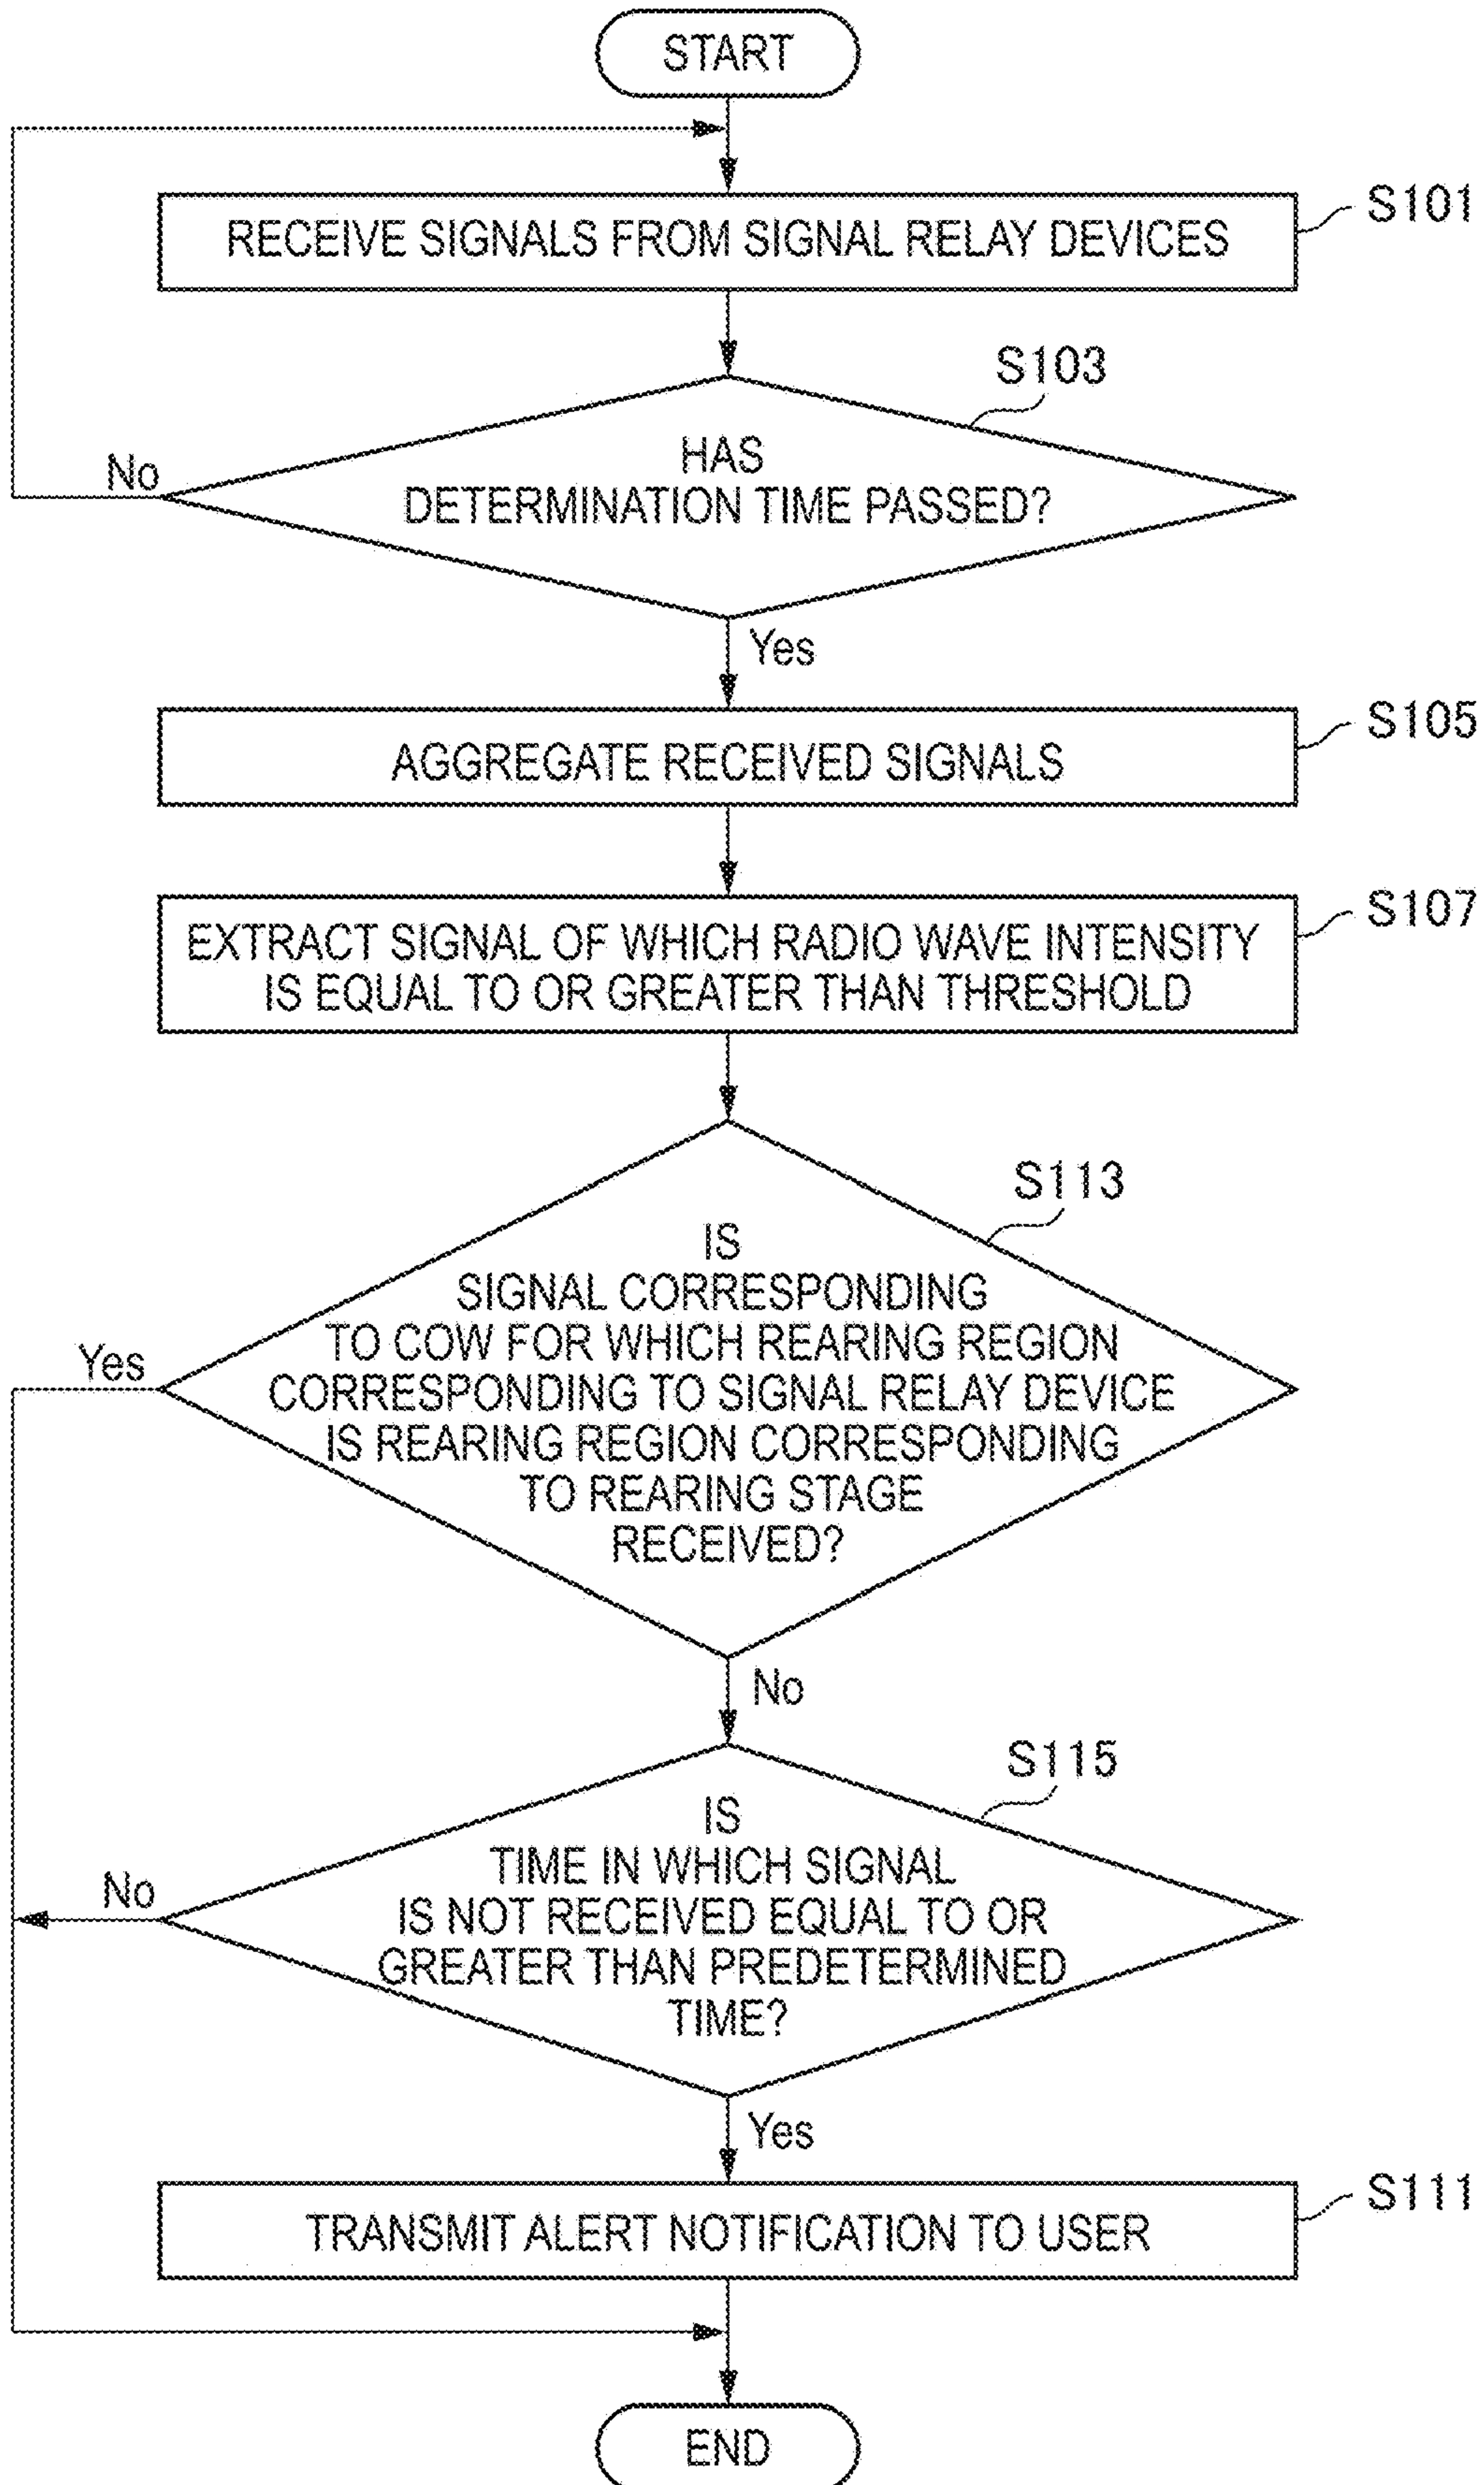 START
RECEIVE SIGNALS FROM SIGNAL RELAY DEVICES
S101
S103
HAS
DETERMINATION TIME PASSED?
No
Yes
AGGREGATE RECEIVED SIGNALS
S105
EXTRACT SIGNAL OF WHICH RADIO WAVE INTENSITY
IS EQUAL TO OR GREATER THAN THRESHOLD
S107
S113
IS
SIGNAL CORRESPONDING
TO COW FOR WHICH REARING REGION
CORRESPONDING TO SIGNAL RELAY DEVICE
IS REARING REGION CORRESPONDING
TO REARING STAGE
RECEIVED?
Yes
No
S115
IS
TIME IN WHICH SIGNAL
IS NOT RECEIVED EQUAL TO OR
GREATER THAN PREDETERMINED
TIME?
No
Yes
TRANSMIT ALERT NOTIFICATION TO USER
S111
END